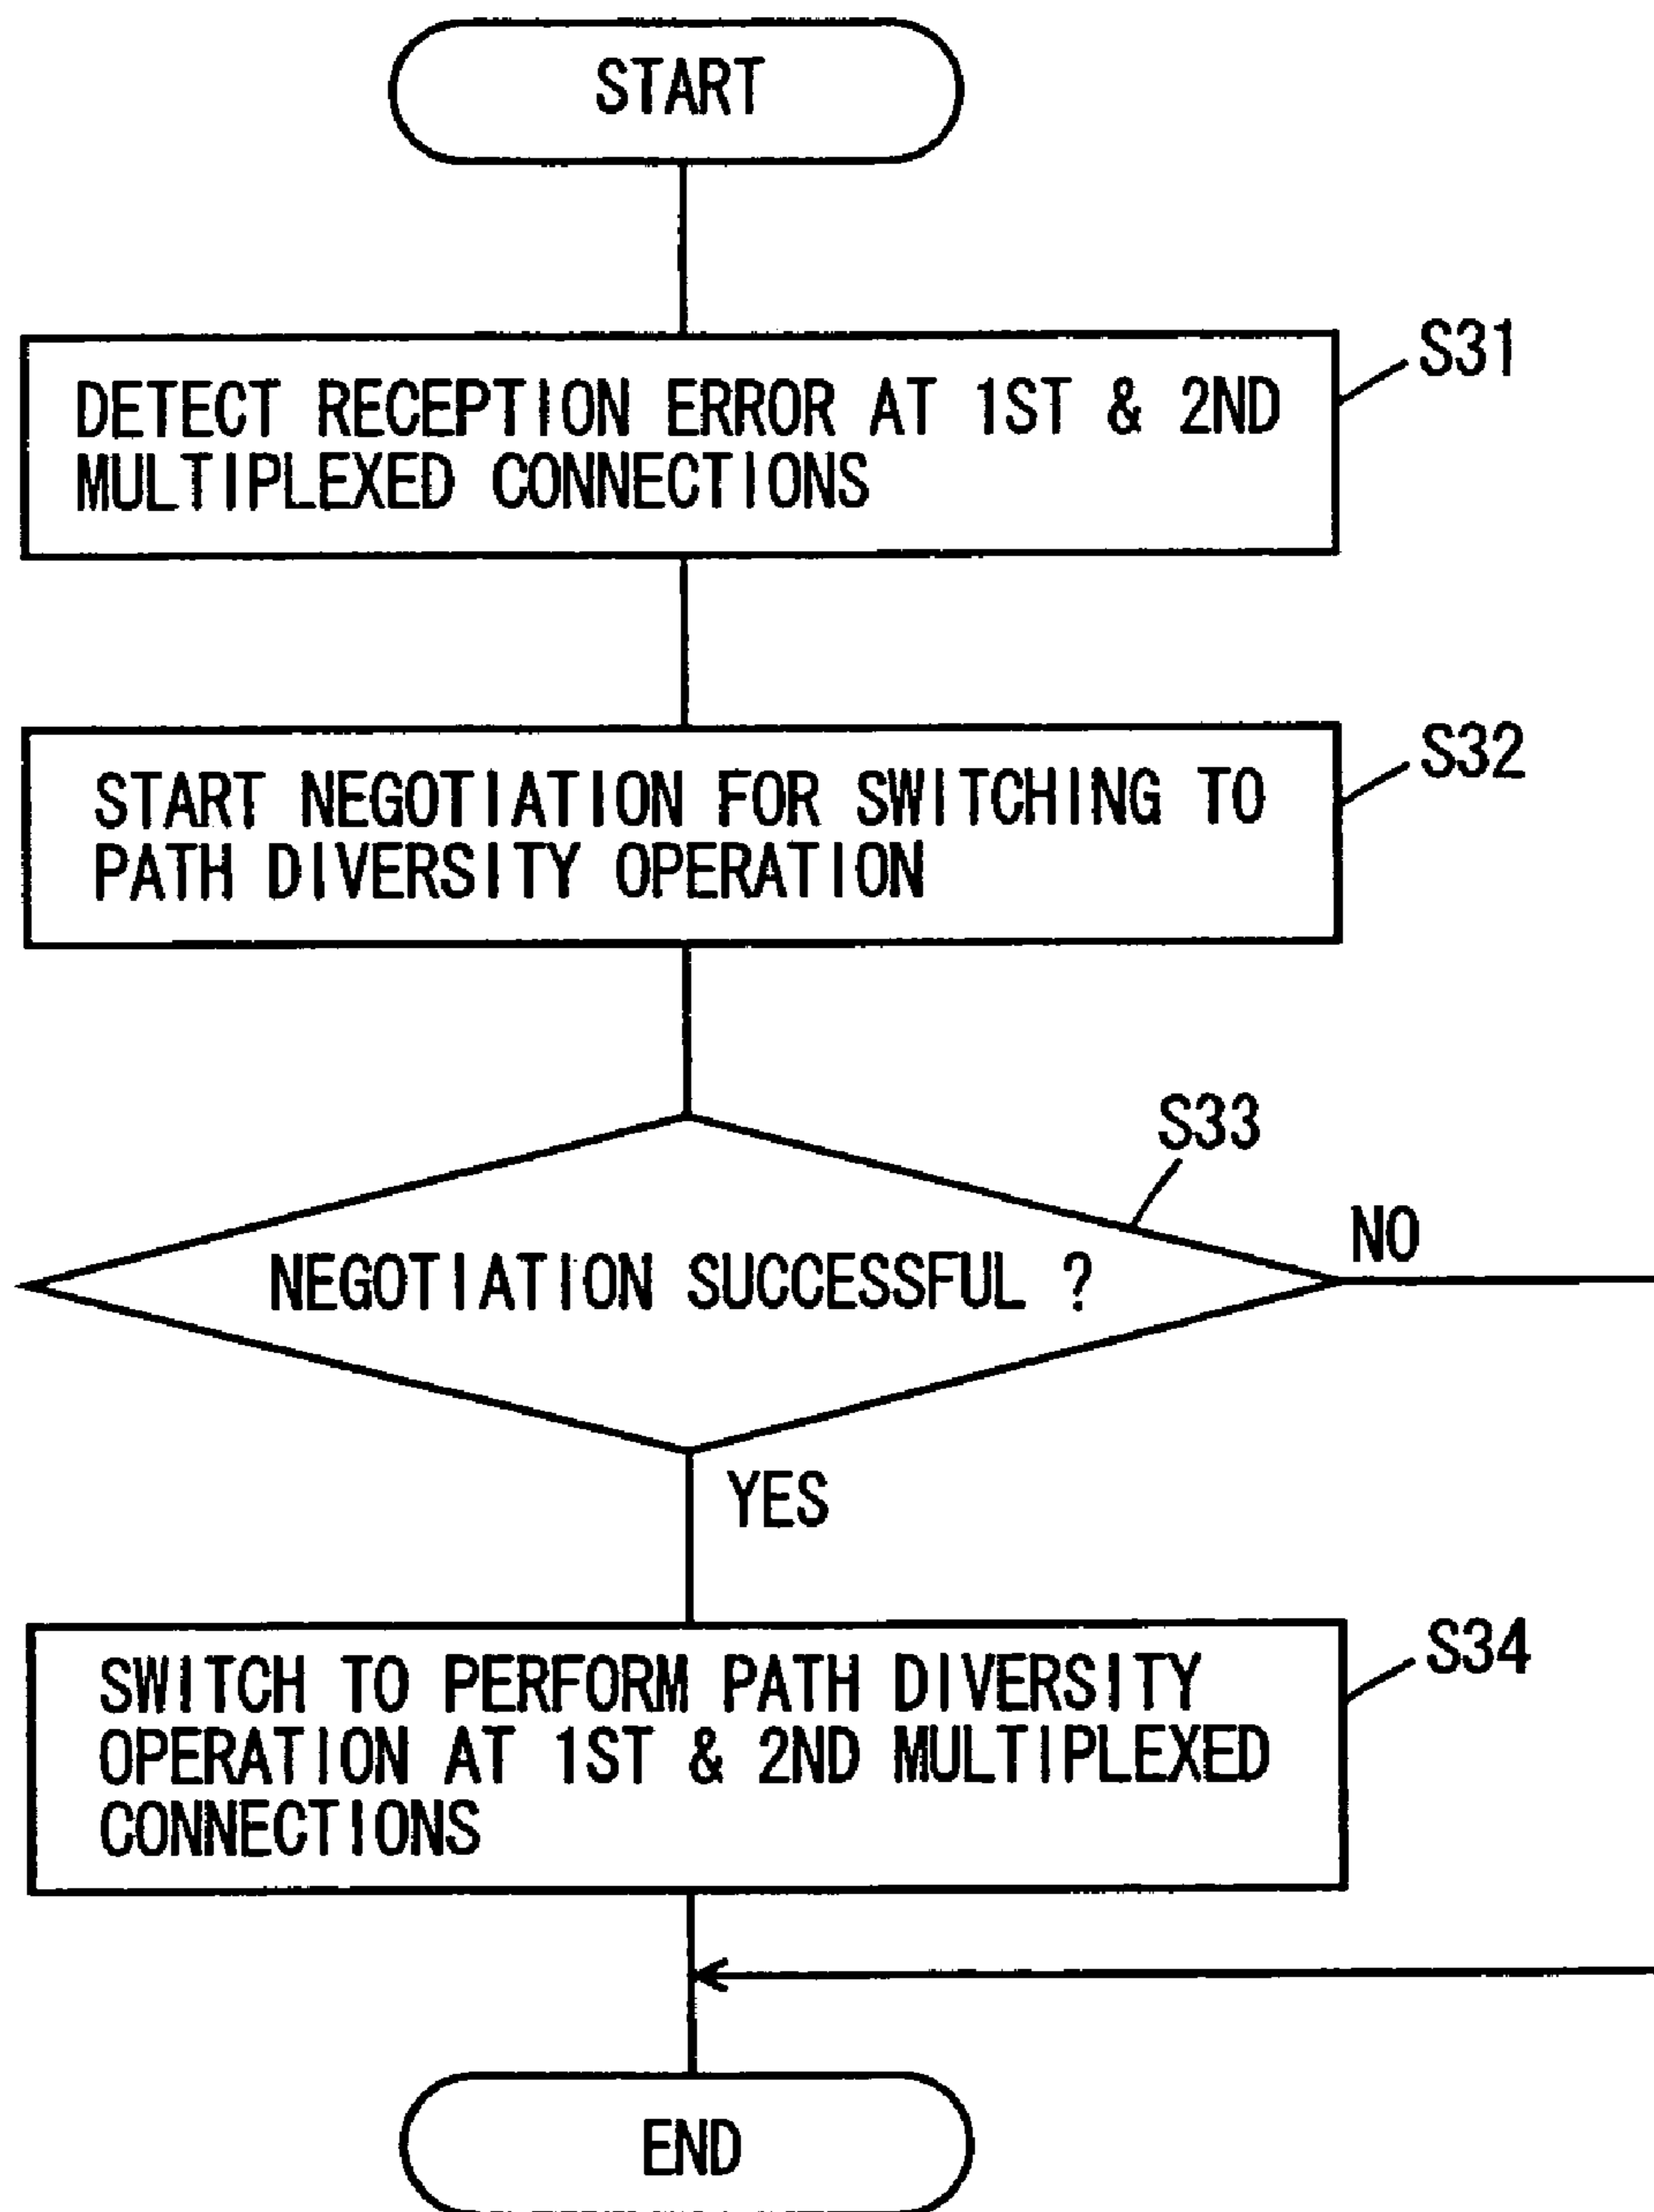 START
S31
DETECT RECEPTION ERROR AT 1ST & 2ND
MULTIPLEXED CONNECTIONS
S32
START NEGOTIATION FOR SWITCHING TO
PATH DIVERSITY OPERATION
S33
NEGOTIATION SUCCESSFUL ?
NO
YES
S34
SWITCH TO PERFORM PATH DIVERSITY
OPERATION AT 1ST & 2ND MULTIPLEXED
CONNECTIONS
END